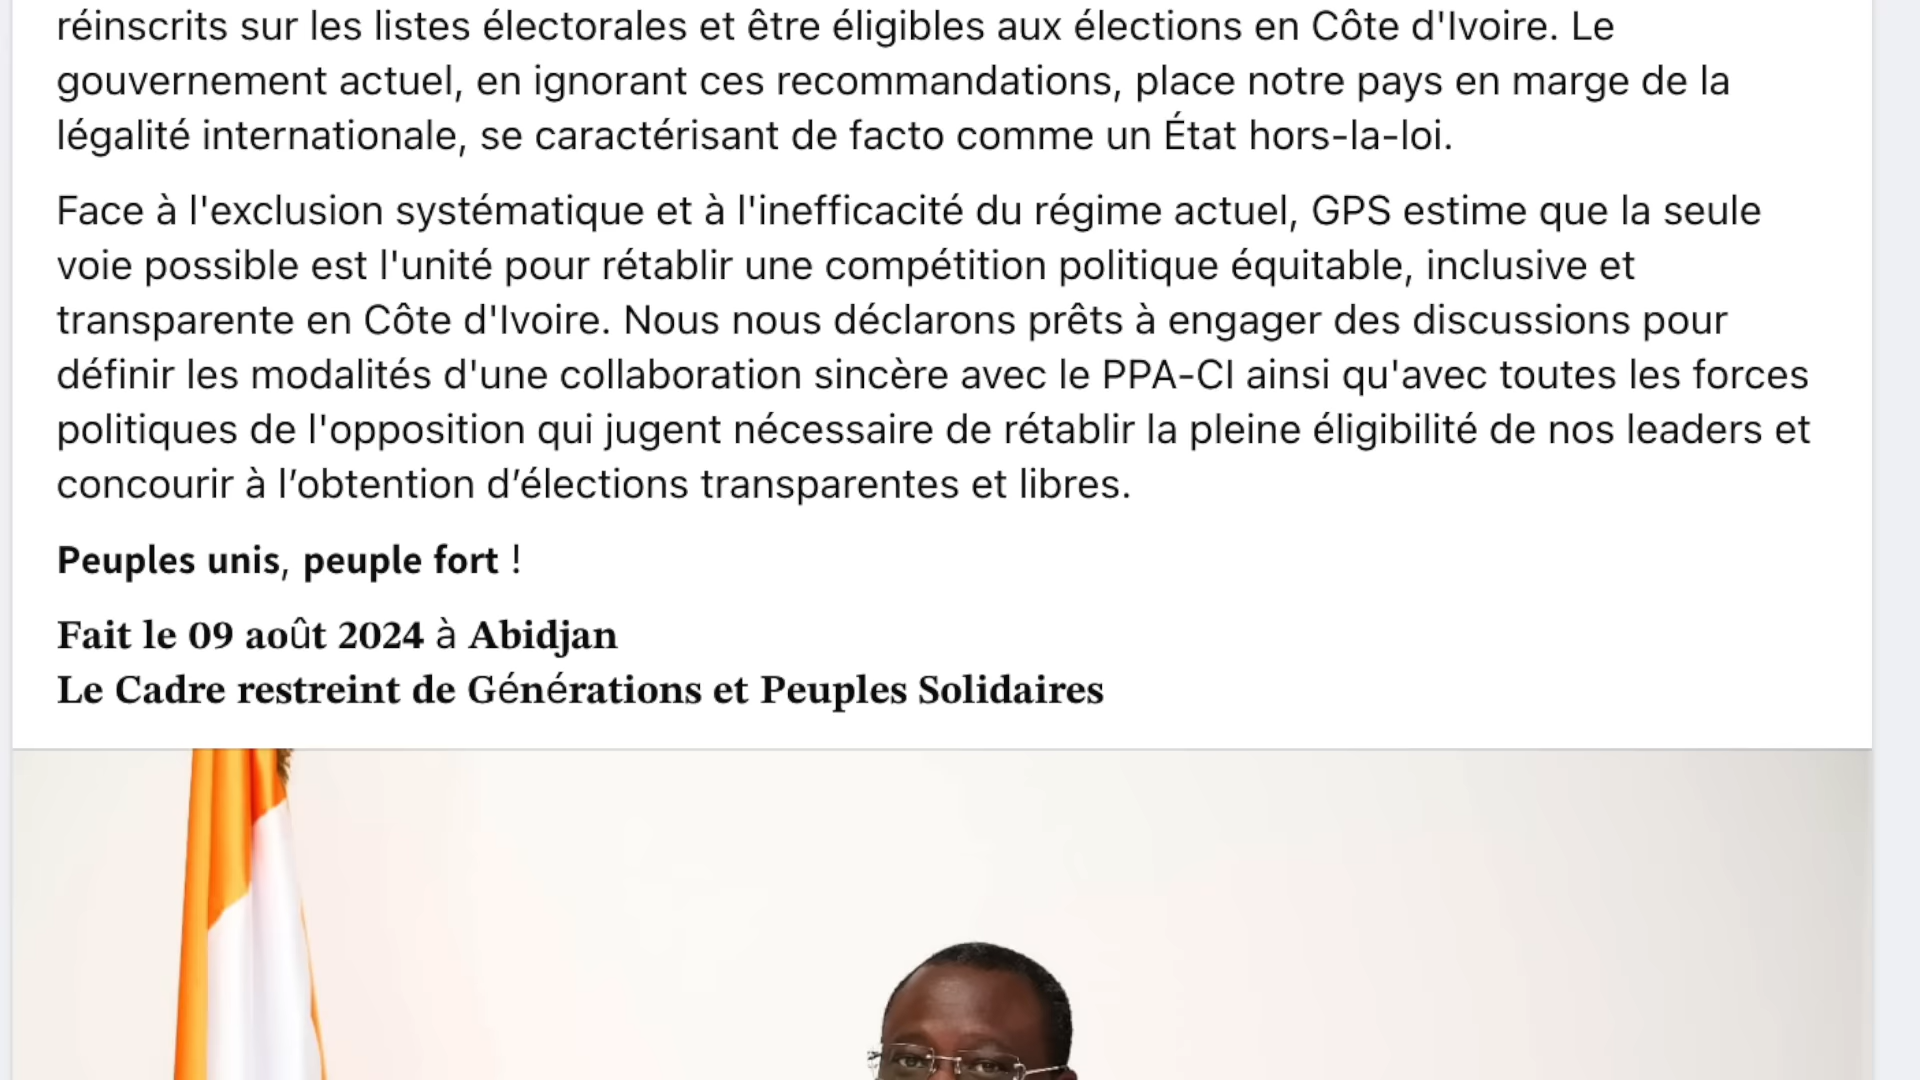 réinscrits sur les listes électorales et être éligibles aux élections en Côte d'Ivoire. Le
gouvernement actuel, en ignorant ces recommandations, place notre pays en marge de la
légalité internationale, se caractérisant de facto comme un État hors-la-loi.
Face à l'exclusion systématique et à l'inefficacité du régime actuel, GPS estime que la seule
voie possible est l'unité pour rétablir une compétition politique équitable, inclusive et
transparente en Côte d'Ivoire. Nous nous déclarons prêts à engager des discussions pour
définir les modalités d'une collaboration sincère avec le PPA-CI ainsi qu'avec toutes les forces
politiques de l'opposition qui jugent nécessaire de rétablir la pleine éligibilité de nos leaders et
concourir à l’obtention d’élections transparentes et libres.
Peuples unis, peuple fort !
Fait le 09 août 2024 à Abidjan
Le Cadre restreint de Générations et Peuples Solidaires